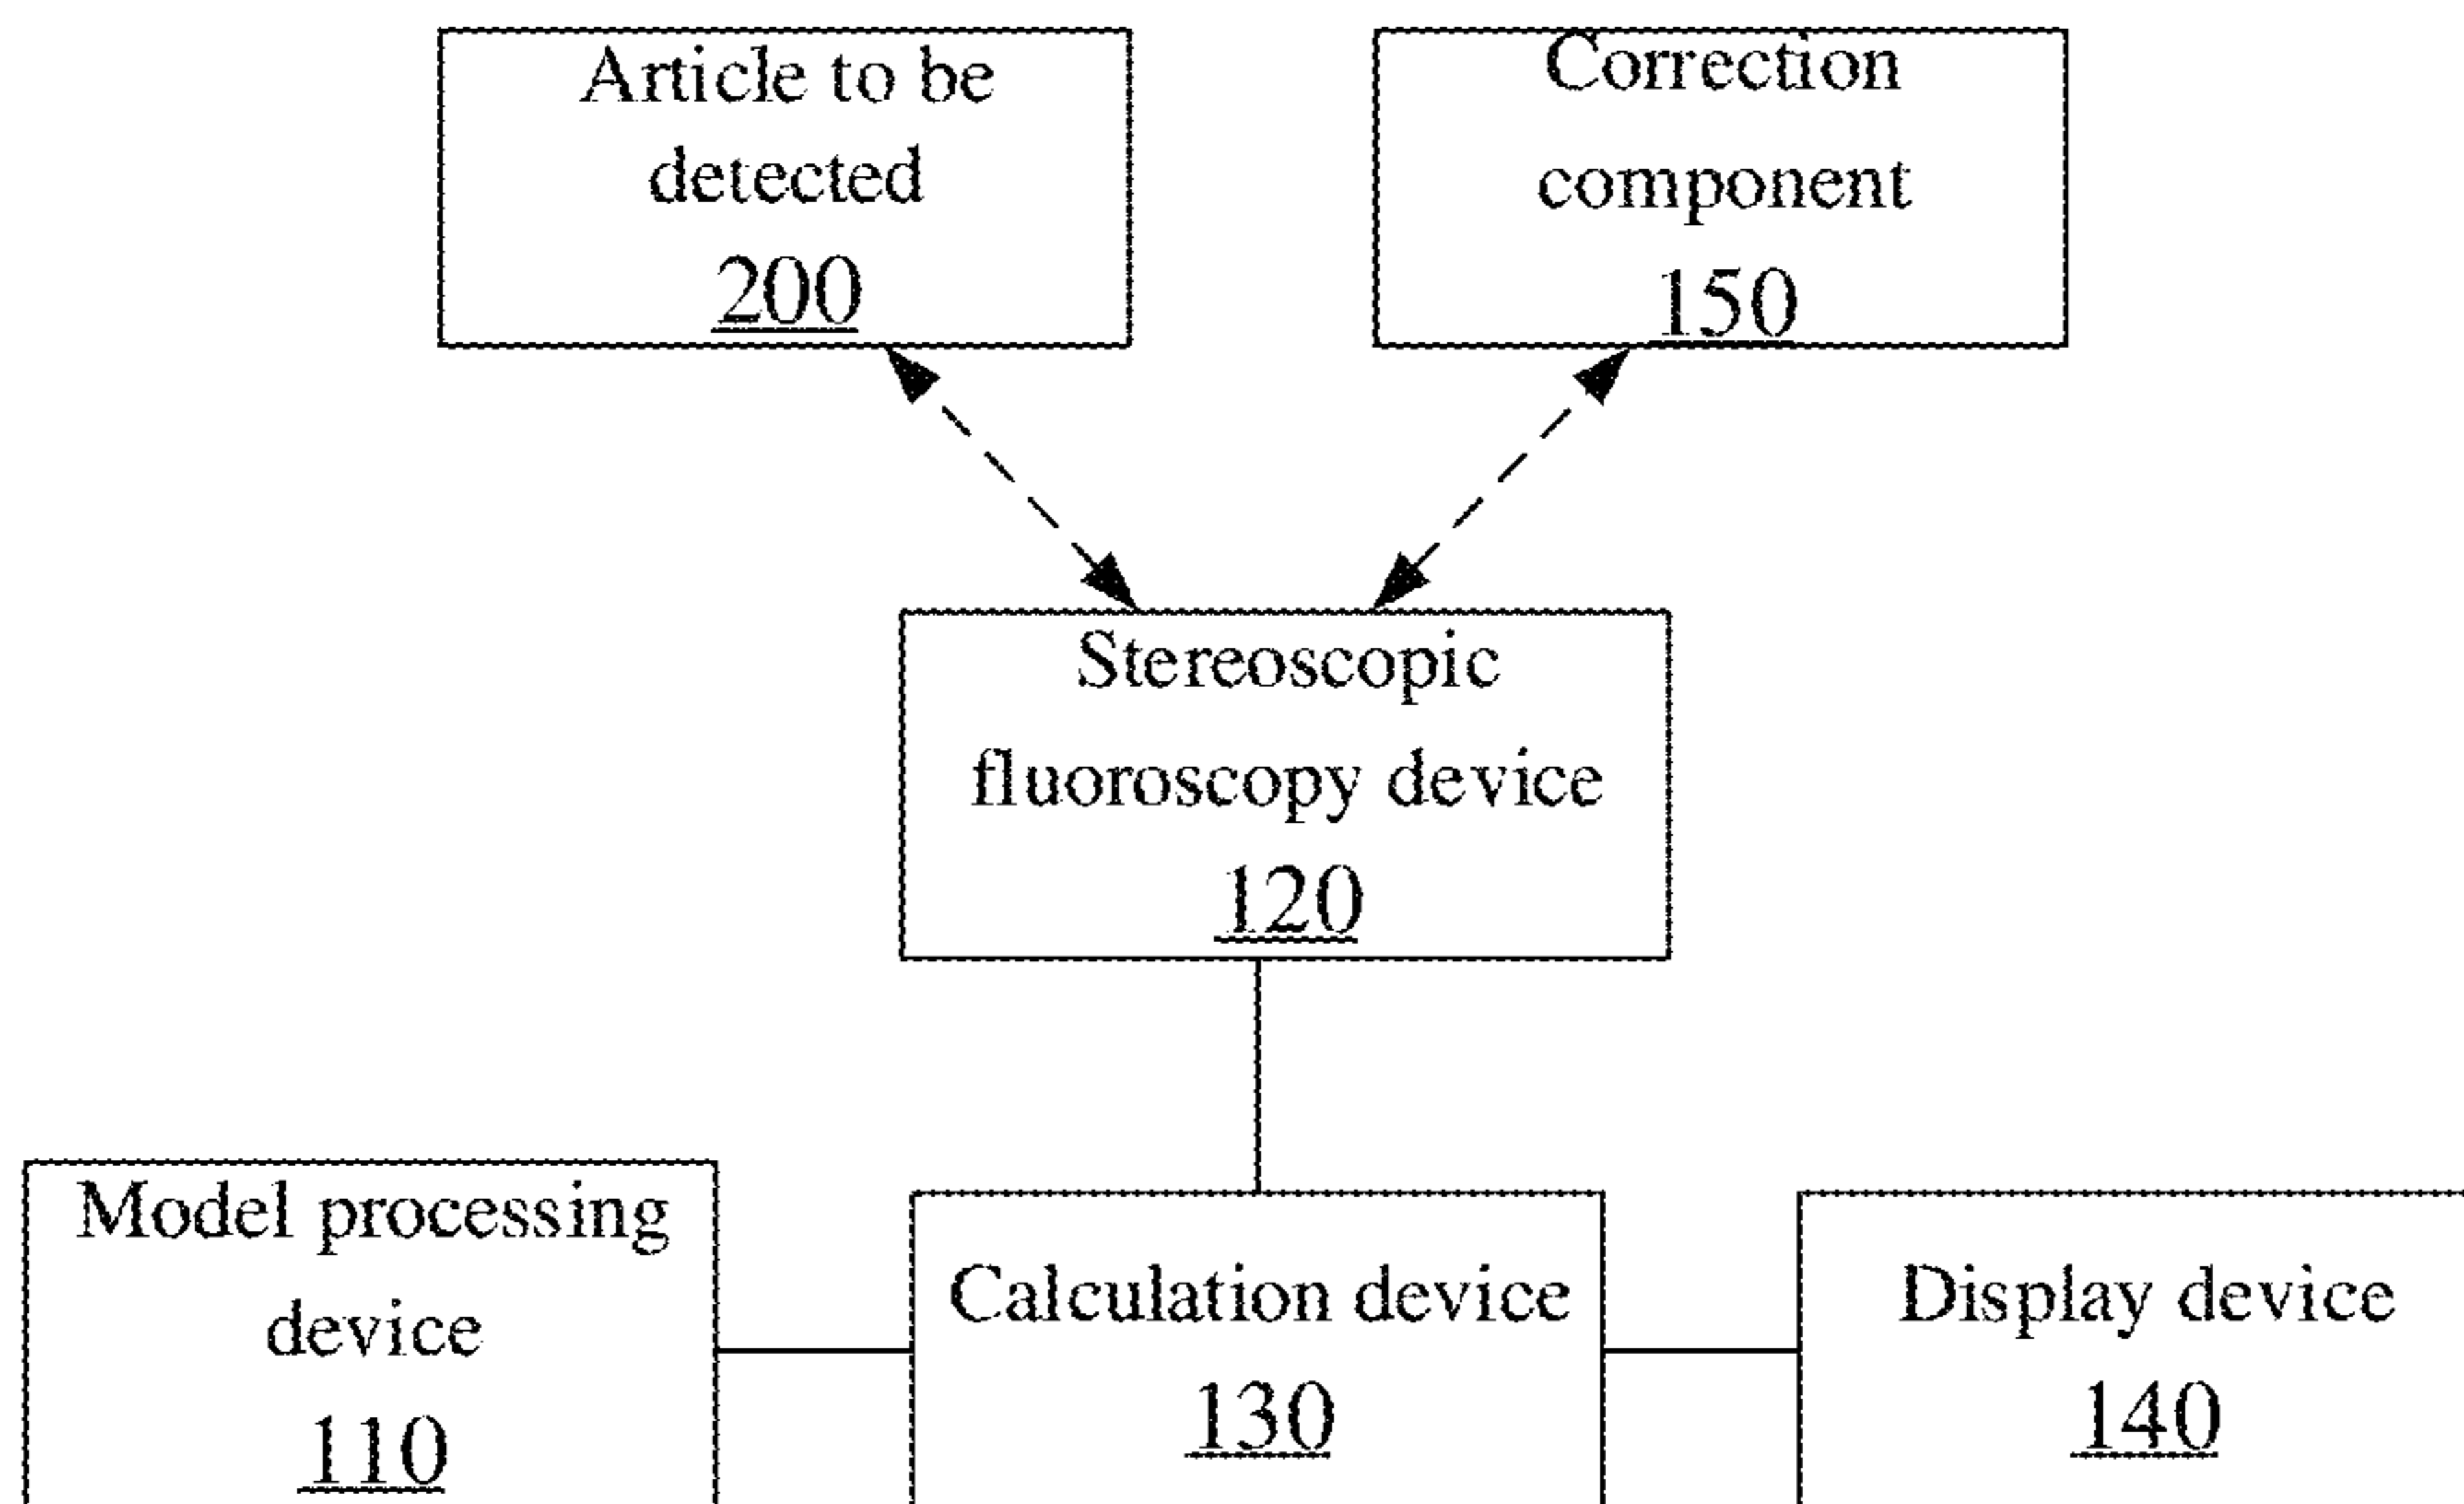 Article to be
detected
200
Correction
component
150
Stereoscopic
fluoroscopy device
120
Model processing
device
110
Calculation device
130
Display device
140